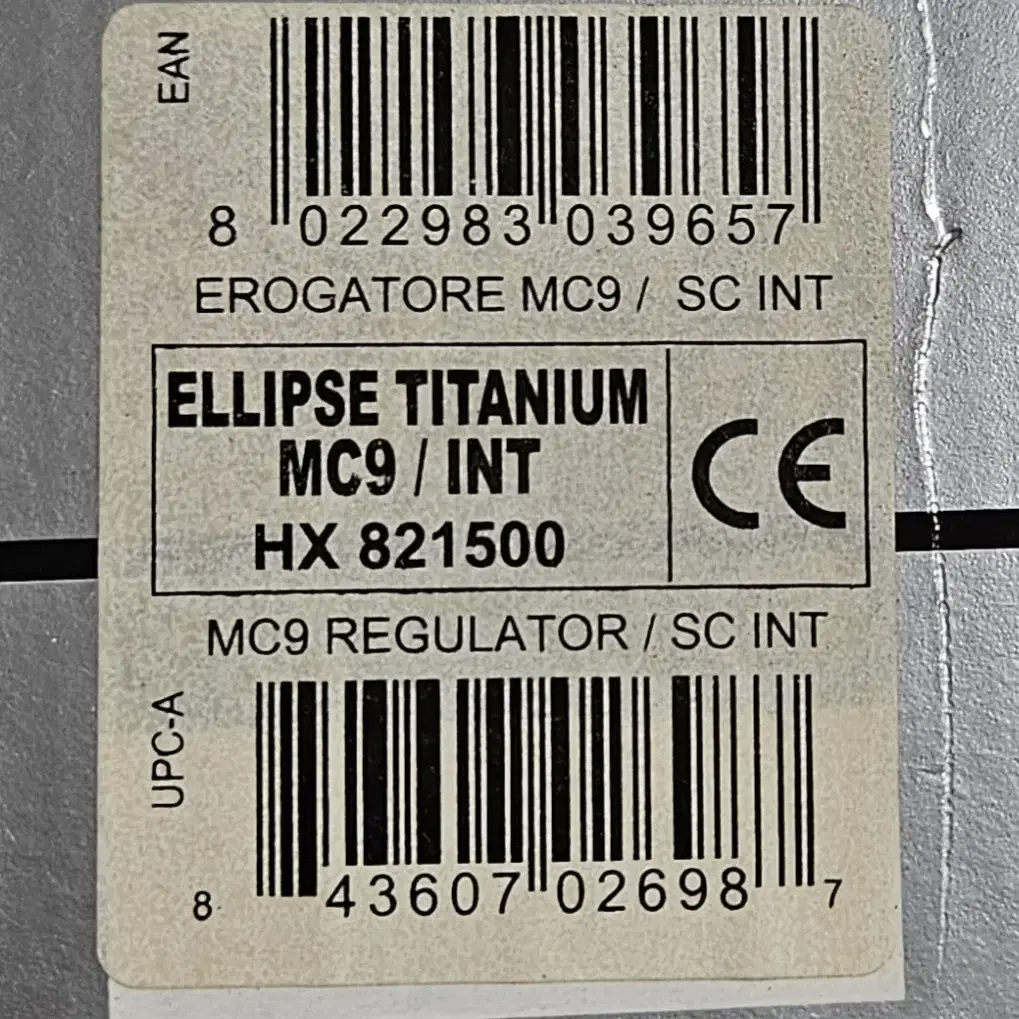 EAN
8 022983 039657
EROGATORE MC9 / SC INT
ELLIPSE TITANIUM
MC9 / INT
HX 821500
CE
MC9 REGULATOR / SC INT
UPC-A
8 43607 02698 7